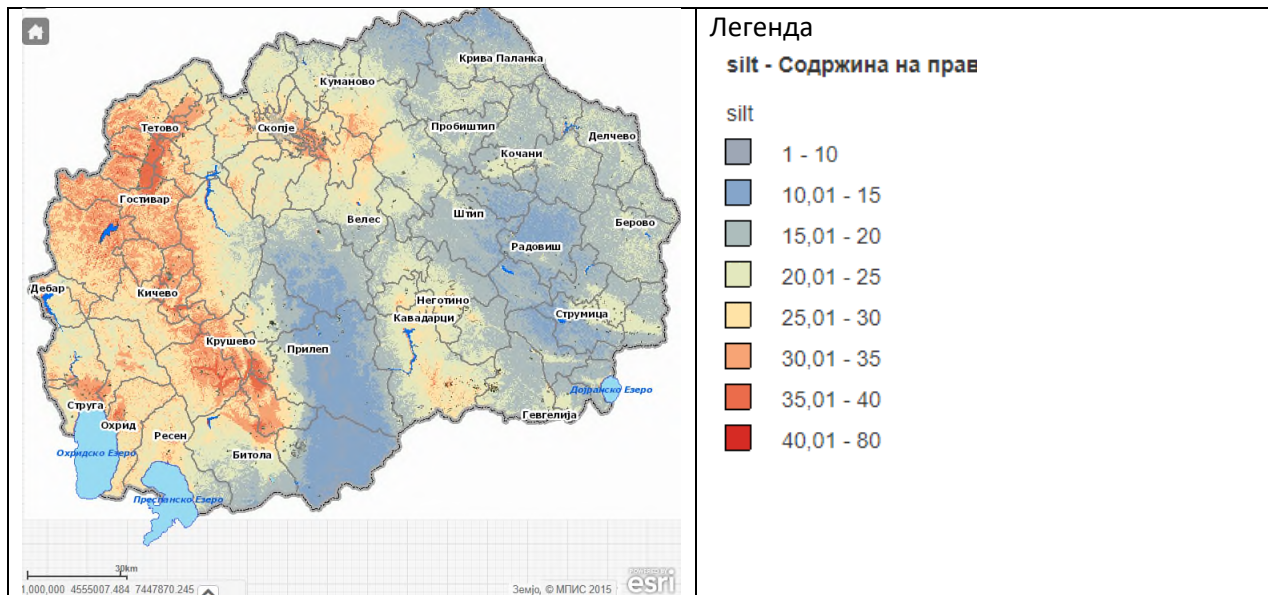 Крива Паланка
Куманово
Тетово
Скопје
Пробиштип
Делчево
Кочани
Гостивар
Велес
Штип
Берово
Радовиш
Дебар
Кичево
Неготино
Кавадарци
Струмица
Крушево
Прилеп
Дојранско Езеро
Струга
Гевгелија
Охрид
Ресен
Охридско Езеро
Битола
Преспанско Езеро
30km
1,000,000 4555007.484 7447870.245
Земјо, © МПИС 2015
POWERED BY
esri
Легенда
silt - Содржина на прав
silt
1 - 10
10,01 - 15
15,01 - 20
20,01 - 25
25,01 - 30
30,01 - 35
35,01 - 40
40,01 - 80